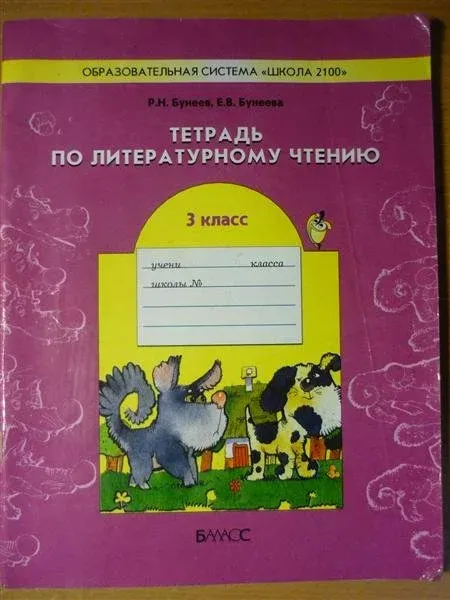 ОБРАЗОВАТЕЛЬНАЯ СИСТЕМА «ШКОЛА 2100»
Р.Н. Бунеев, Е.В. Бунеева
ТЕТРАДЬ
ПО ЛИТЕРАТУРНОМУ ЧТЕНИЮ
3 класс
учени класса
школы №
БАЛАСС